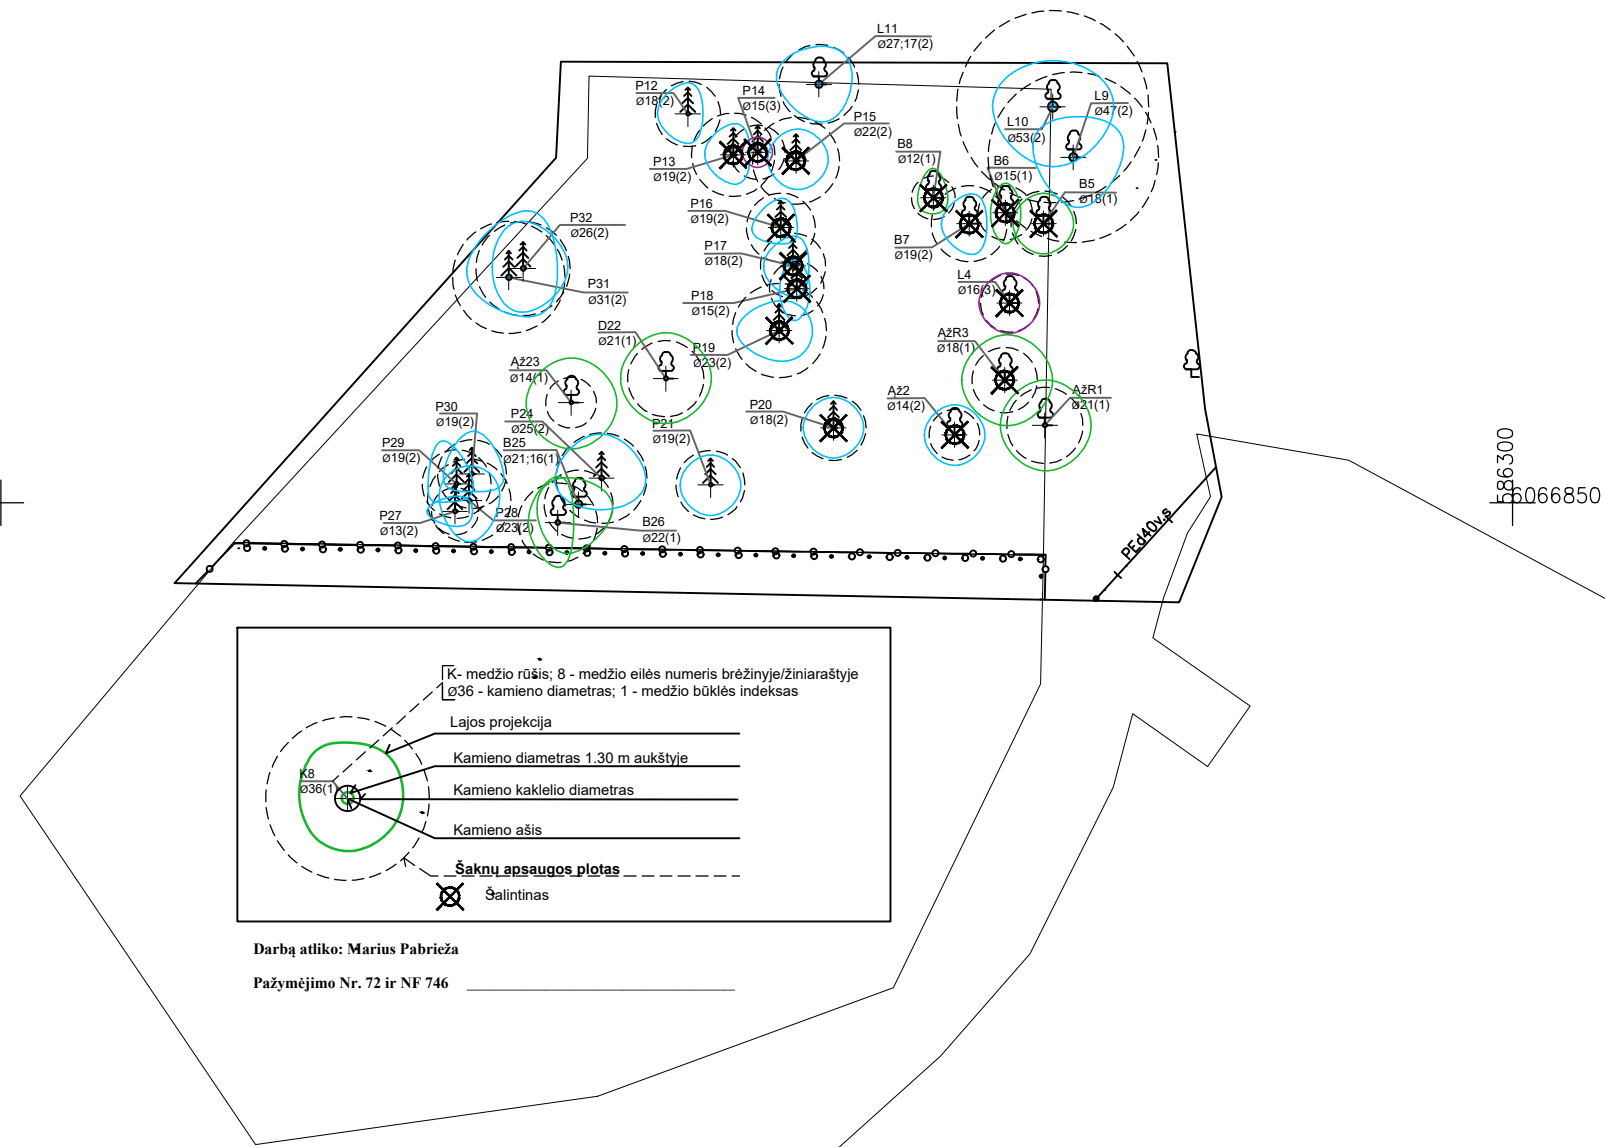 L11
Ø27;17(2)
P12
Ø18(2)
P14
Ø15(3)
P15
Ø22(2)
L9
Ø47(2)
L10
Ø53(2)
P13
Ø19(2)
B8
Ø12(1)
B6
Ø15(1)
B5
Ø18(1)
P16
Ø19(2)
P32
Ø26(2)
B7
Ø19(2)
P17
Ø18(2)
P31
Ø31(2)
P18
Ø15(2)
L4
Ø16(3)
D22
Ø21(1)
P19
Ø23(2)
AžR3
Ø18(1)
Ąž23
Ø14(1)
Ąž2
Ø14(2)
AžR1
Ø21(1)
P30
Ø19(2)
P24
Ø25(2)
P20
Ø18(2)
P21
Ø19(2)
P29
Ø19(2)
B25
Ø21;16(1)
P27
Ø13(2)
P28
Ø23(2)
B26
Ø22(1)
586300
6066850
PEd40v.s
K- medžio rūšis; 8 - medžio eilės numeris brėžinyje/žiniaraštyje
Ø36 - kamieno diametras; 1 - medžio būklės indeksas
Lajos projekcija
Kamieno diametras 1.30 m aukštyje
K8
Ø36(1)
Kamieno kaklelio diametras
Kamieno ašis
Šaknų apsaugos plotas
Šalintinas
Darbą atliko: Marius Pabrieža
Pažymėjimo Nr. 72 ir NF 746